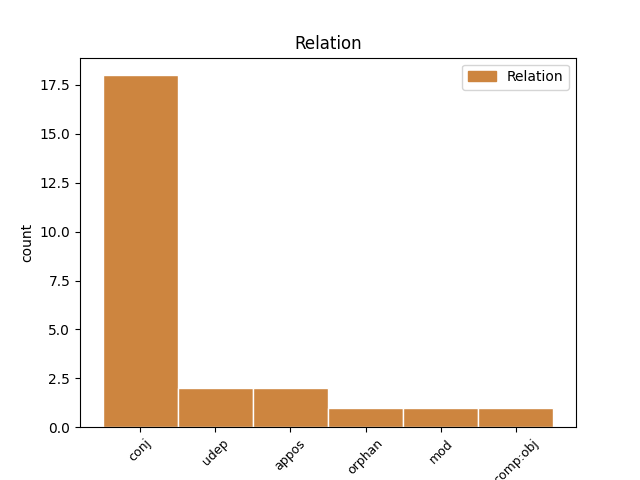 Relation
Relation
count
17.5
15.0
12.5
10.0
7.5
5.0
2.5
0.0
conj
udep
appos
orphan
mod
comp:obj